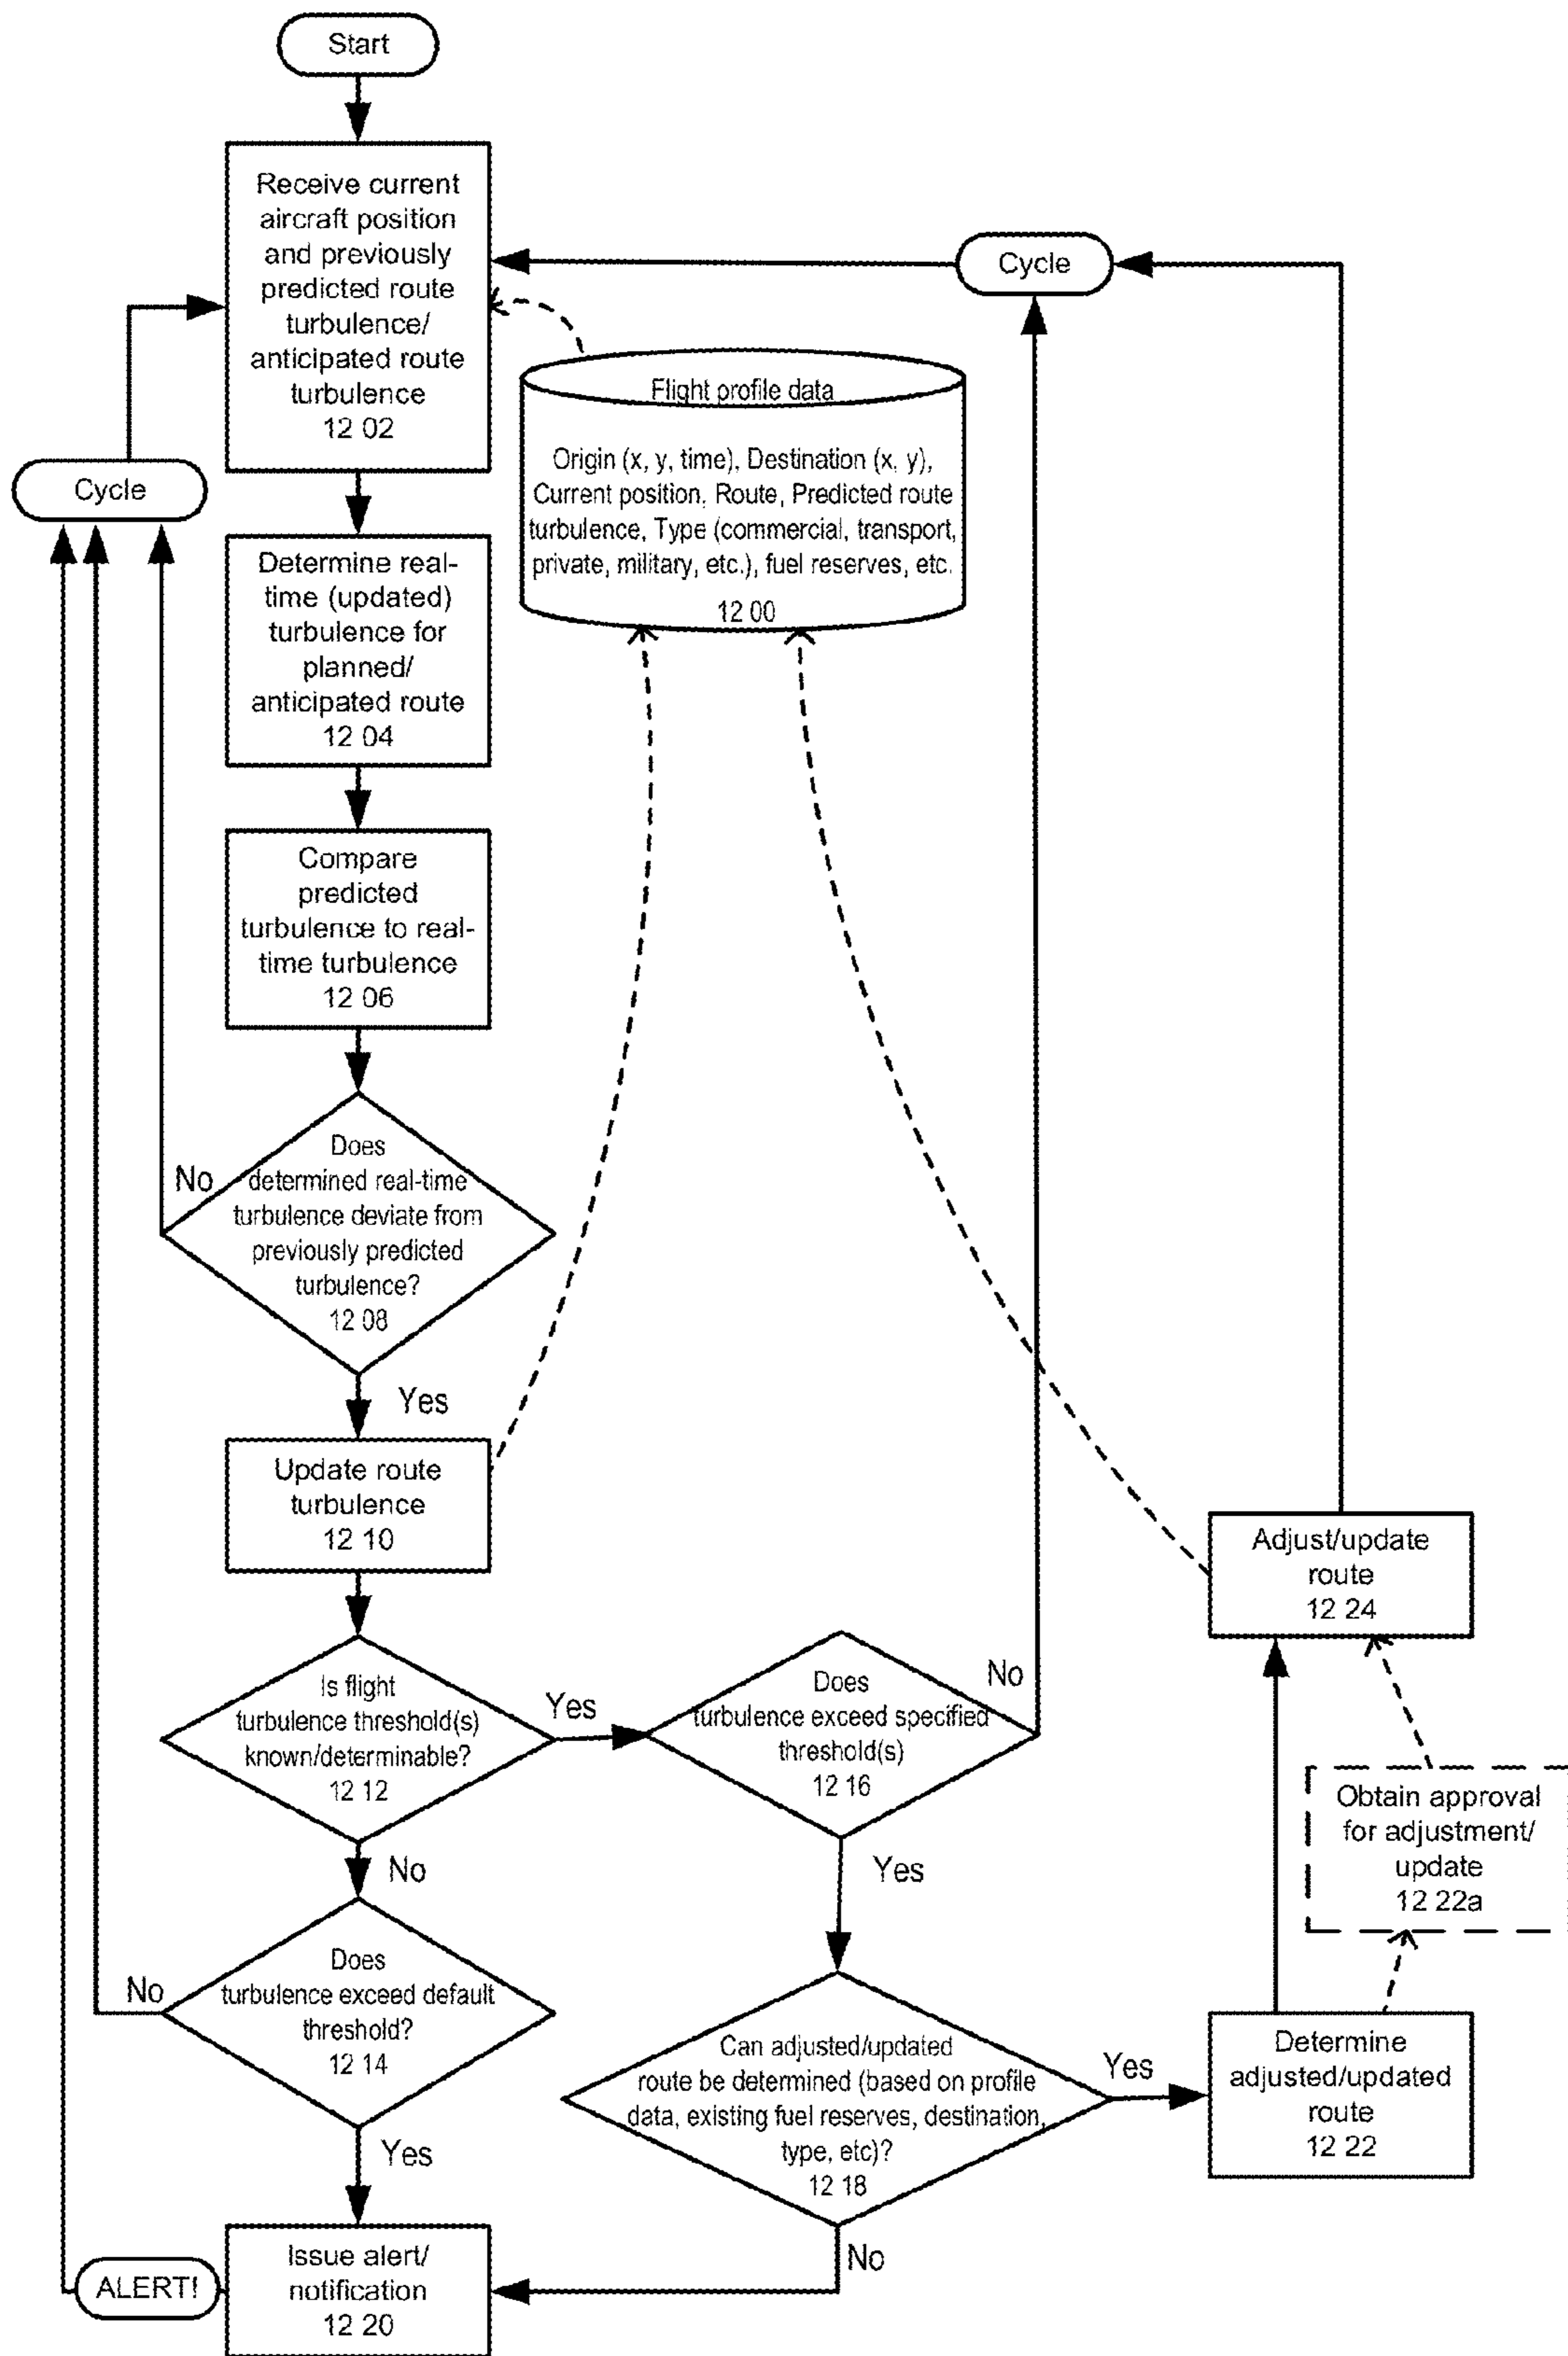 Start
Receive current
aircraft position
and previously
predicted route
turbulence/
anticipated route
turbulence
12 02
Cycle
Cycle
Flight profile data
Origin (x, y, time), Destination (x, y),
Current position, Route, Predicted route
turbulence, Type (commercial, transport,
private, military, etc.), fuel reserves, etc.
12 00
Determine real-
time (updated)
turbulence for
planned/
anticipated route
12 04
Compare
predicted
turbulence to real-
time turbulence
12 06
Does
determined real-time
turbulence deviate from
previously predicted
turbulence?
12 08
No
Yes
Update route
turbulence
12 10
Is flight
turbulence threshold(s)
known/determinable?
12 12
Yes
No
Does
turbulence exceed specified
threshold(s)
12 16
No
Yes
Adjust/update
route
12 24
Obtain approval
for adjustment/
update
12 22a
Does
turbulence exceed default
threshold?
12 14
No
Yes
Can adjusted/updated
route be determined (based on profile
data, existing fuel reserves, destination,
type, etc)?
12 18
Yes
No
Determine
adjusted/updated
route
12 22
Issue alert/
notification
12 20
ALERT!